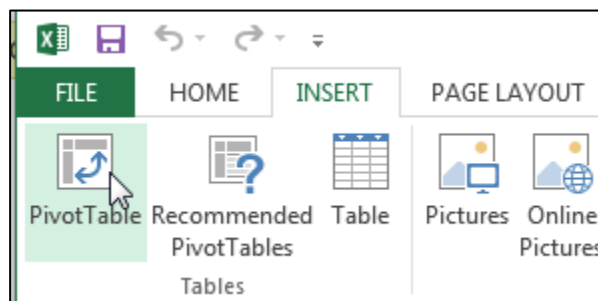 FILE HOME INSERT PAGE LAYOUT
PivotTable Recommended Table Pictures Online
PivotTables Pictures
Tables